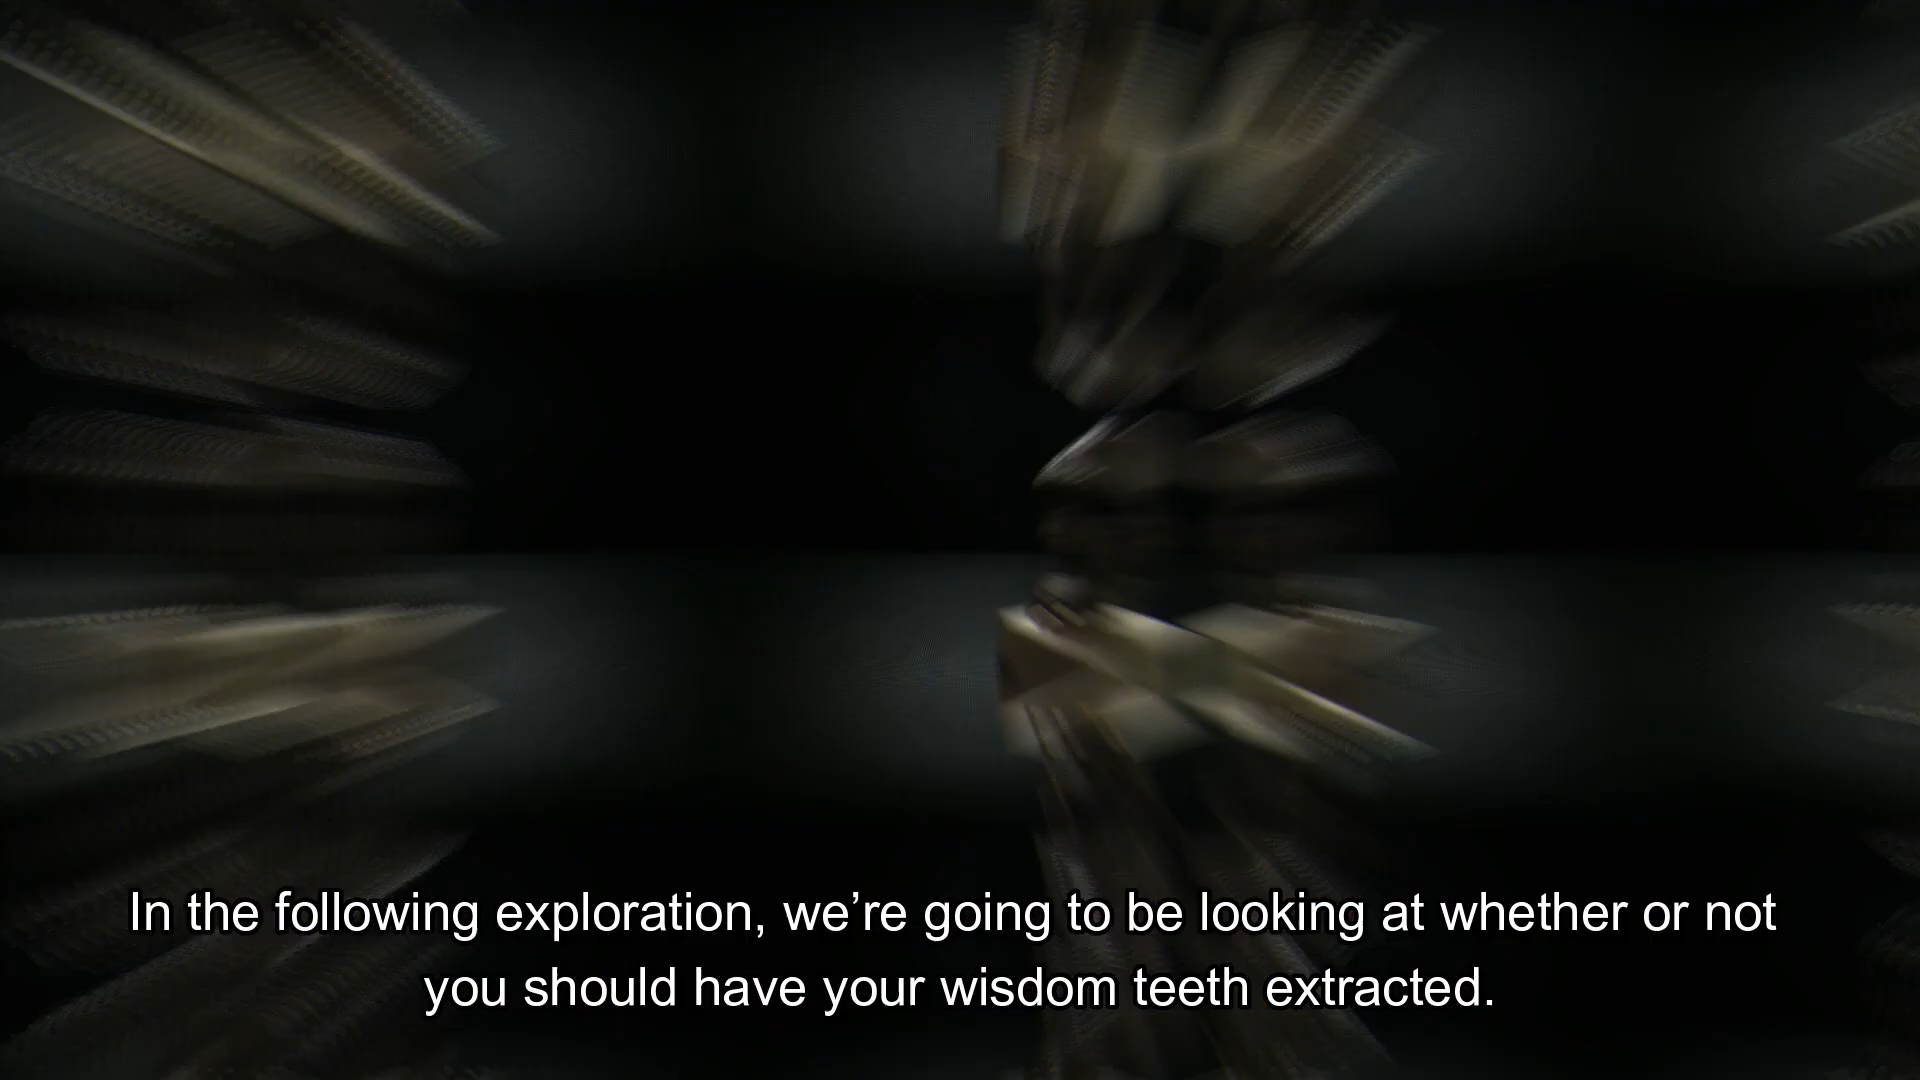 In the following exploration, we’re going to be looking at whether or not
you should have your wisdom teeth extracted.